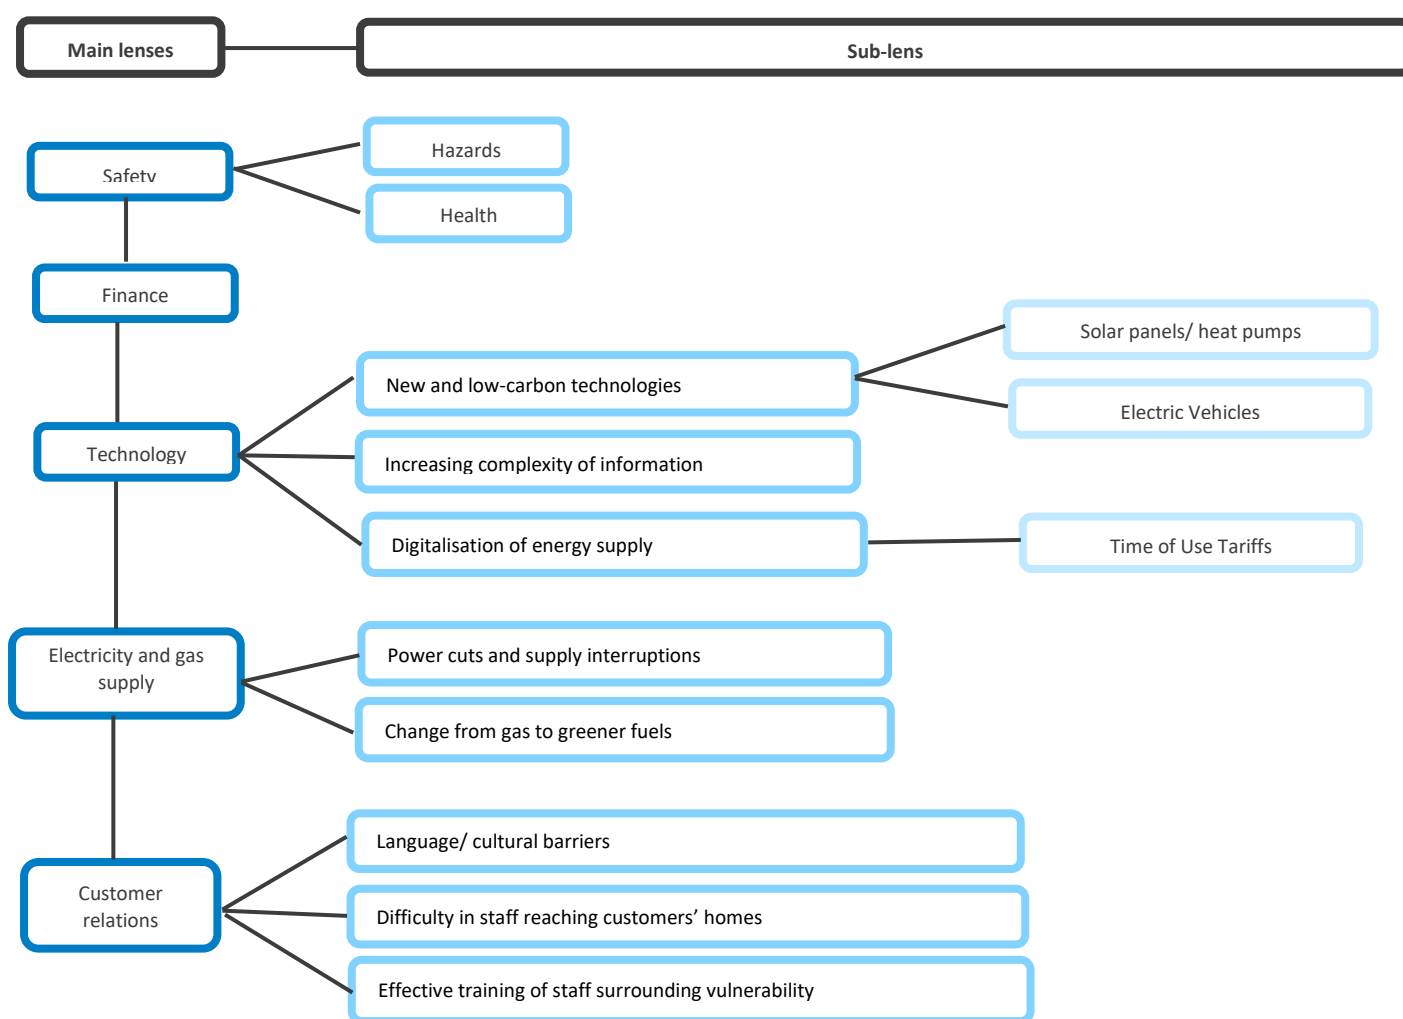 Main lenses
Sub-lens
Safety
Hazards
Health
Finance
Technology
New and low-carbon technologies
Solar panels/ heat pumps
Electric Vehicles
Increasing complexity of information
Digitalisation of energy supply
Time of Use Tariffs
Electricity and gas
supply
Power cuts and supply interruptions
Change from gas to greener fuels
Customer
relations
Language/ cultural barriers
Difficulty in staff reaching customers’ homes
Effective training of staff surrounding vulnerability